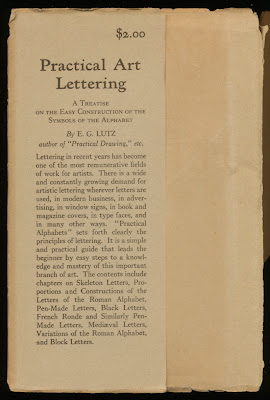 $2.00
Practical Art
Lettering
A Treatise
on the Easy Construction of the
Symbols of the Alphabet
By E. G. LUTZ
author of "Practical Drawing," etc.
Lettering in recent years has become
one of the most remunerative fields
of work for artists. There is a wide
and constantly growing demand for
artistic lettering wherever letters are
used, in modern business, in adver-
tising, in window signs, in book and
magazine covers, in type faces, and
in many other ways. "Practical
Alphabets" sets forth clearly the
principles of lettering. It is a simple
and practical guide that leads the
beginner by easy steps to a knowl-
edge and mastery of this important
branch of art. The contents include
chapters on Skeleton Letters, Pro-
portions and Constructions of the
Letters of the Roman Alphabet,
Pen-Made Letters, Black Letters,
French Ronde and Similarly Pen-
Made Letters, Mediæval Letters,
Variations of the Roman Alphabet,
and Block Letters.